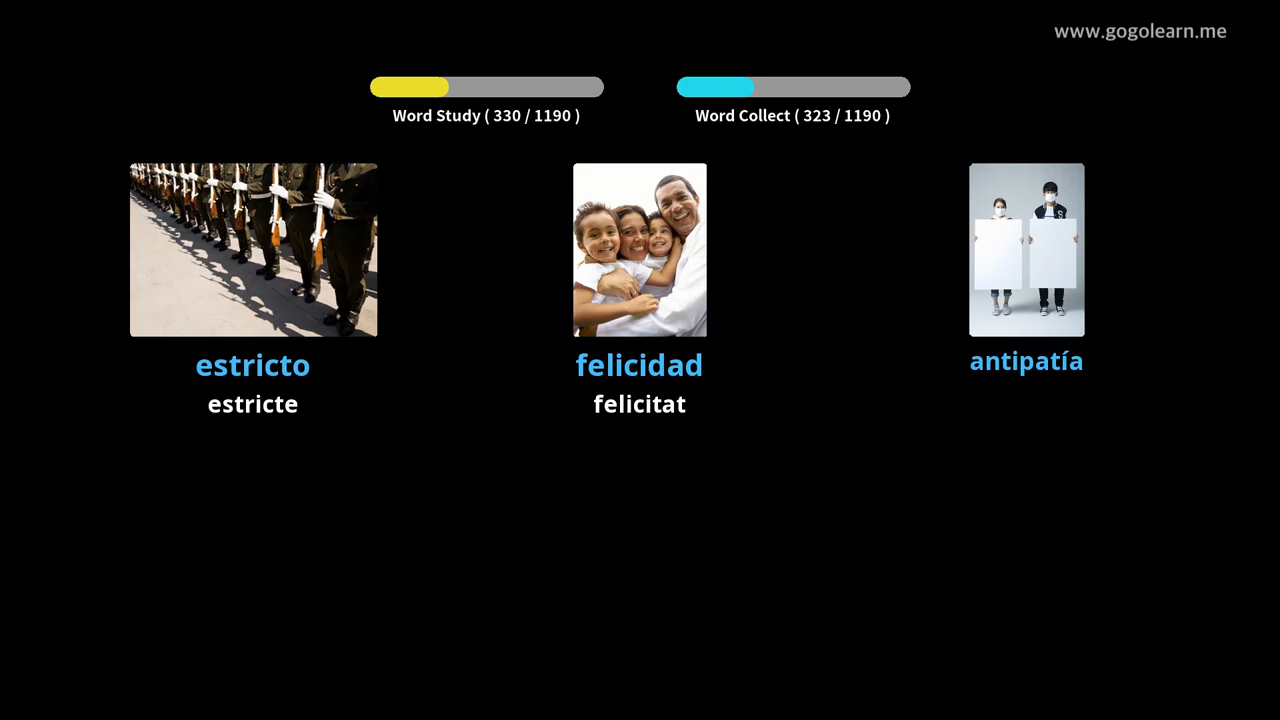 www.gogolearn.me
Word Study ( 330 / 1190 )
Word Collect ( 323 / 1190 )
estricto
estricte
felicidad
felicitat
antipatía